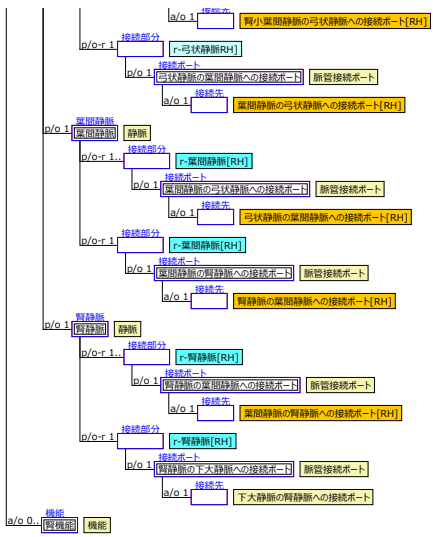 a/o 1 接続先 腎小葉間静脈の弓状静脈への接続ポート[RH]
p/o-r 1 接続部分 r-弓状静脈RH]
p/o 1 接続ポート 弓状静脈の葉間静脈への接続ポート 脈管接続ポート
a/o 1 接続先 葉間静脈の弓状静脈への接続ポート[RH]
p/o 1 葉間静脈 葉間静脈 静脈
p/o-r 1.. 接続部分 r-葉間静脈[RH]
p/o 1 接続ポート 葉間静脈の弓状静脈への接続ポート 脈管接続ポート
a/o 1 接続先 弓状静脈の葉間静脈への接続ポート[RH]
p/o-r 1 接続部分 r-葉間静脈[RH]
p/o 1 接続ポート 葉間静脈の腎静脈への接続ポート 脈管接続ポート
a/o 1 接続先 腎静脈の葉間静脈への接続ポート[RH]
p/o 1 腎静脈 腎静脈 静脈
p/o-r 1.. 接続部分 r-腎静脈[RH]
p/o 1 接続ポート 腎静脈の葉間静脈への接続ポート 脈管接続ポート
a/o 1 接続先 葉間静脈の腎静脈への接続ポート[RH]
p/o-r 1 接続部分 r-腎静脈[RH]
p/o 1 接続ポート 腎静脈の下大静脈への接続ポート 脈管接続ポート
a/o 1 接続先 下大静脈の腎静脈への接続ポート
a/o 0.. 機能 腎機能 機能